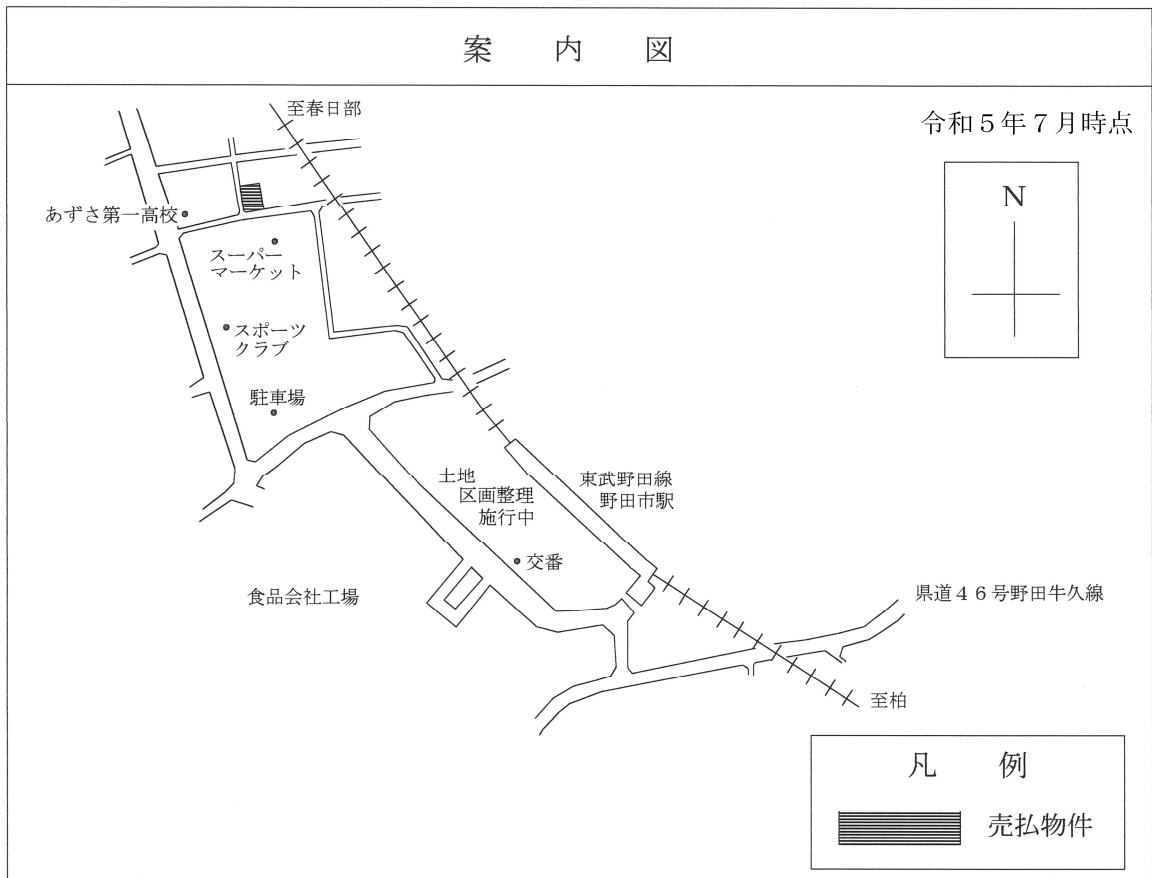 案内図
至春日部
令和5年7月時点
N
あずさ第一高校
スーパー
マーケット
スポーツ
クラブ
駐車場
土地
区画整理
施行中
東武野田線
野田市駅
交番
食品会社工場
県道46号野田牛久線
至柏
凡例
売払物件